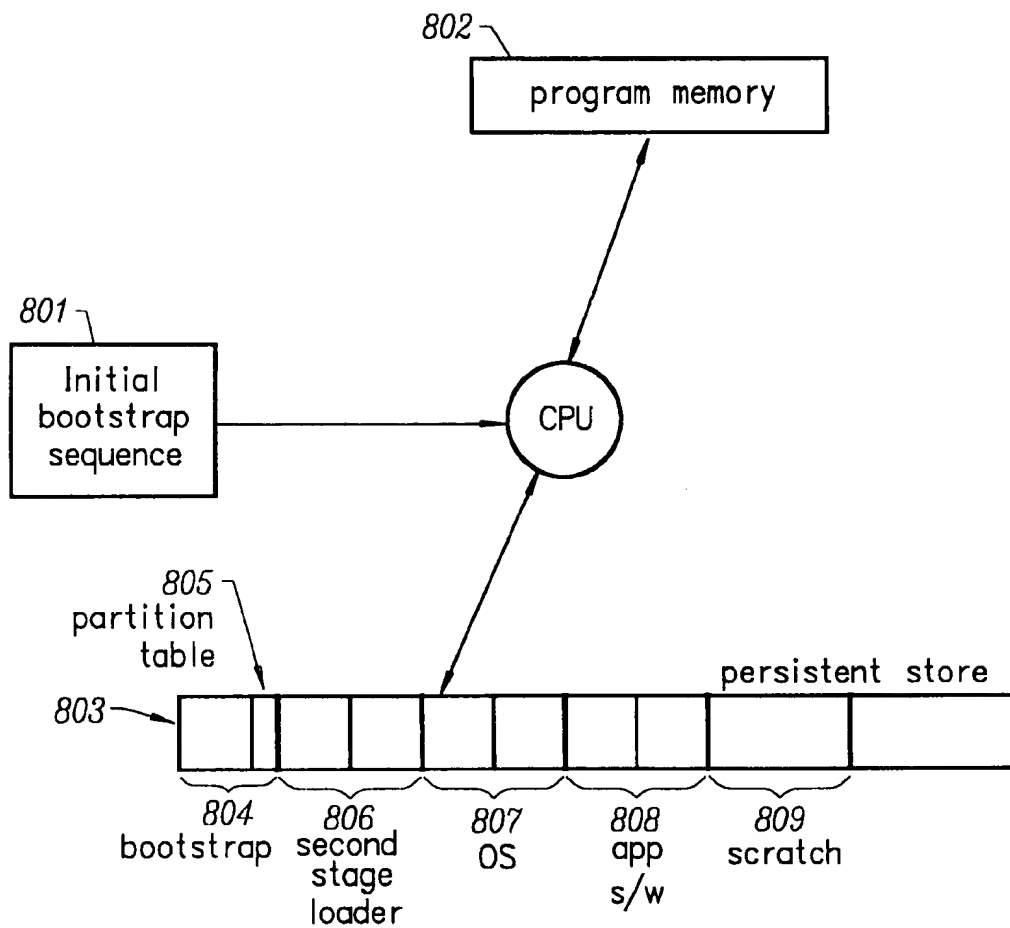 802
program memory
801
Initial
bootstrap
sequence
CPU
805
partition
table
persistent store
803
804
bootstrap
806
second
stage
loader
807
OS
808
app
s/w
809
scratch